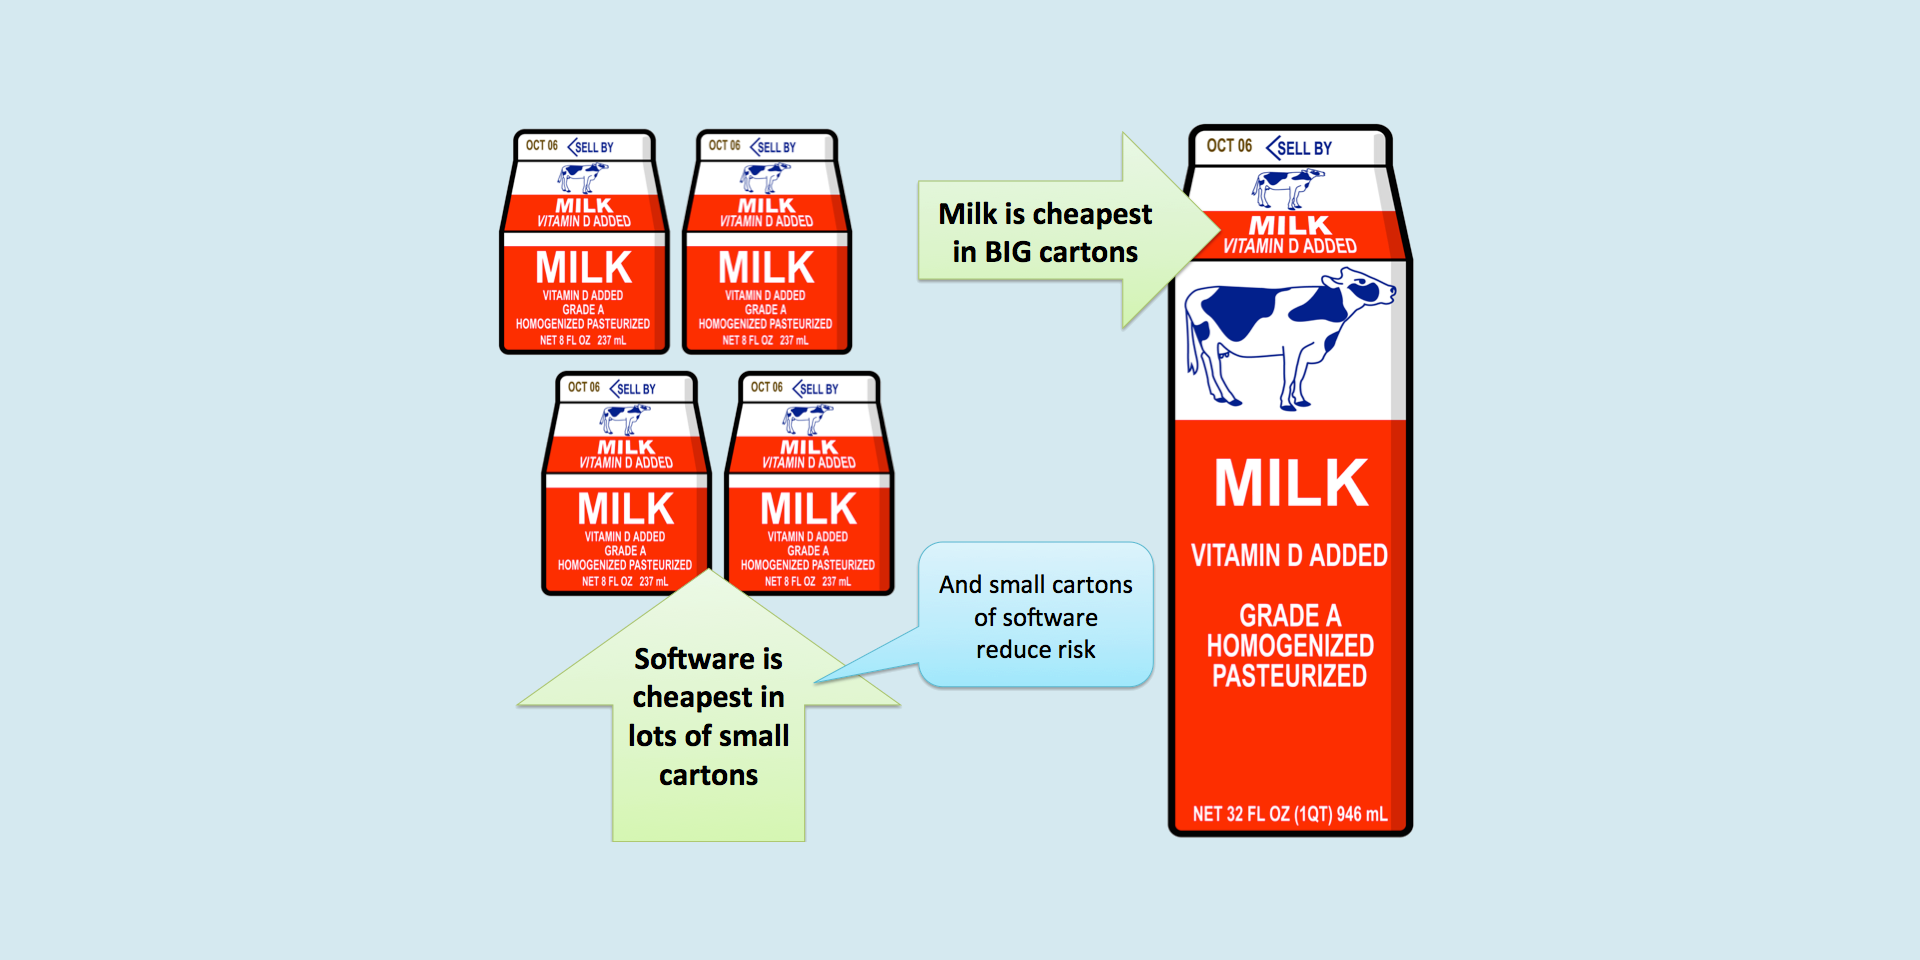 OCT 06 SELL BY
MILK
VITAMIN D ADDED
MILK
VITAMIN D ADDED
GRADE A
HOMOGENIZED PASTEURIZED
NET 8 FL OZ 237 mL
OCT 06 SELL BY
MILK
VITAMIN D ADDED
MILK
VITAMIN D ADDED
GRADE A
HOMOGENIZED PASTEURIZED
NET 8 FL OZ 237 mL
OCT 06 SELL BY
MILK
VITAMIN D ADDED
MILK
VITAMIN D ADDED
GRADE A
HOMOGENIZED PASTEURIZED
NET 8 FL OZ 237 mL
OCT 06 SELL BY
MILK
VITAMIN D ADDED
MILK
VITAMIN D ADDED
GRADE A
HOMOGENIZED PASTEURIZED
NET 8 FL OZ 237 mL
Software is
cheapest in
lots of small
cartons
And small cartons
of software
reduce risk
Milk is cheapest
in BIG cartons
OCT 06 SELL BY
MILK
VITAMIN D ADDED
MILK
VITAMIN D ADDED
GRADE A
HOMOGENIZED
PASTEURIZED
NET 32 FL OZ (1QT) 946 mL